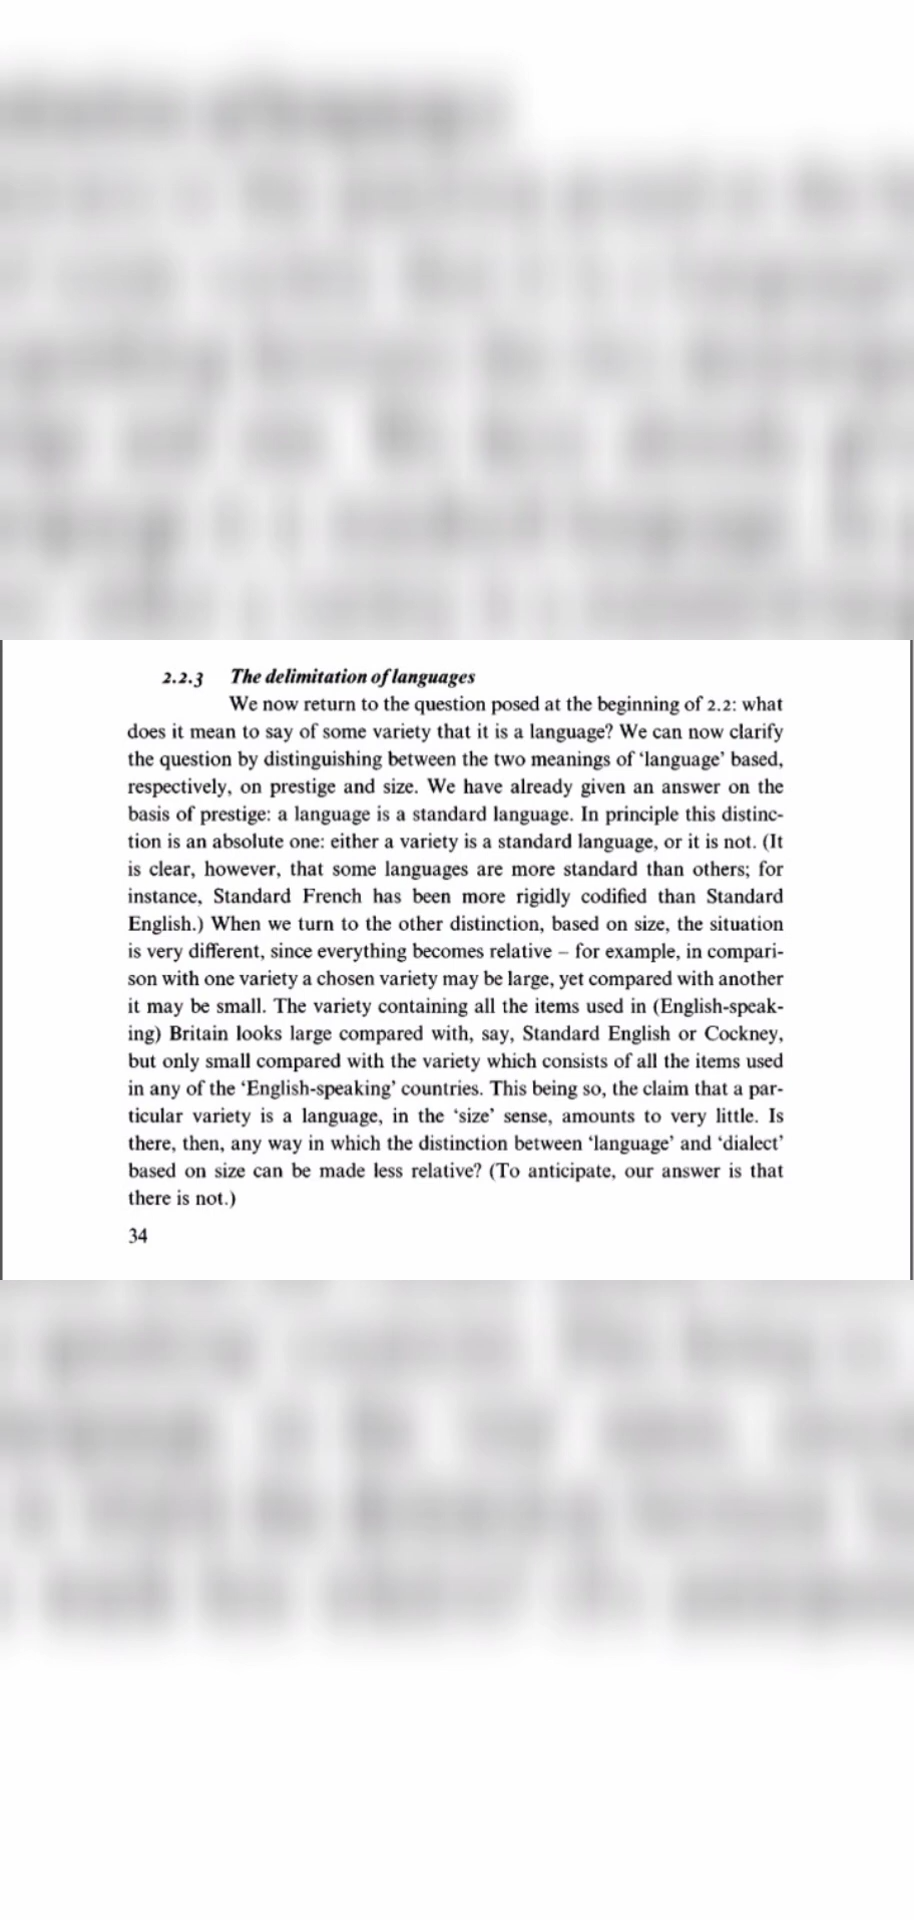 2.2.3 The delimitation of languages
We now return to the question posed at the beginning of 2.2: what
does it mean to say of some variety that it is a language? We can now clarify
the question by distinguishing between the two meanings of ‘language’ based,
respectively, on prestige and size. We have already given an answer on the
basis of prestige: a language is a standard language. In principle this distinc-
tion is an absolute one: either a variety is a standard language, or it is not. (It
is clear, however, that some languages are more standard than others; for
instance, Standard French has been more rigidly codified than Standard
English.) When we turn to the other distinction, based on size, the situation
is very different, since everything becomes relative – for example, in compari-
son with one variety a chosen variety may be large, yet compared with another
it may be small. The variety containing all the items used in (English-speak-
ing) Britain looks large compared with, say, Standard English or Cockney,
but only small compared with the variety which consists of all the items used
in any of the ‘English-speaking’ countries. This being so, the claim that a par-
ticular variety is a language, in the ‘size’ sense, amounts to very little. Is
there, then, any way in which the distinction between ‘language’ and ‘dialect’
based on size can be made less relative? (To anticipate, our answer is that
there is not.)
34